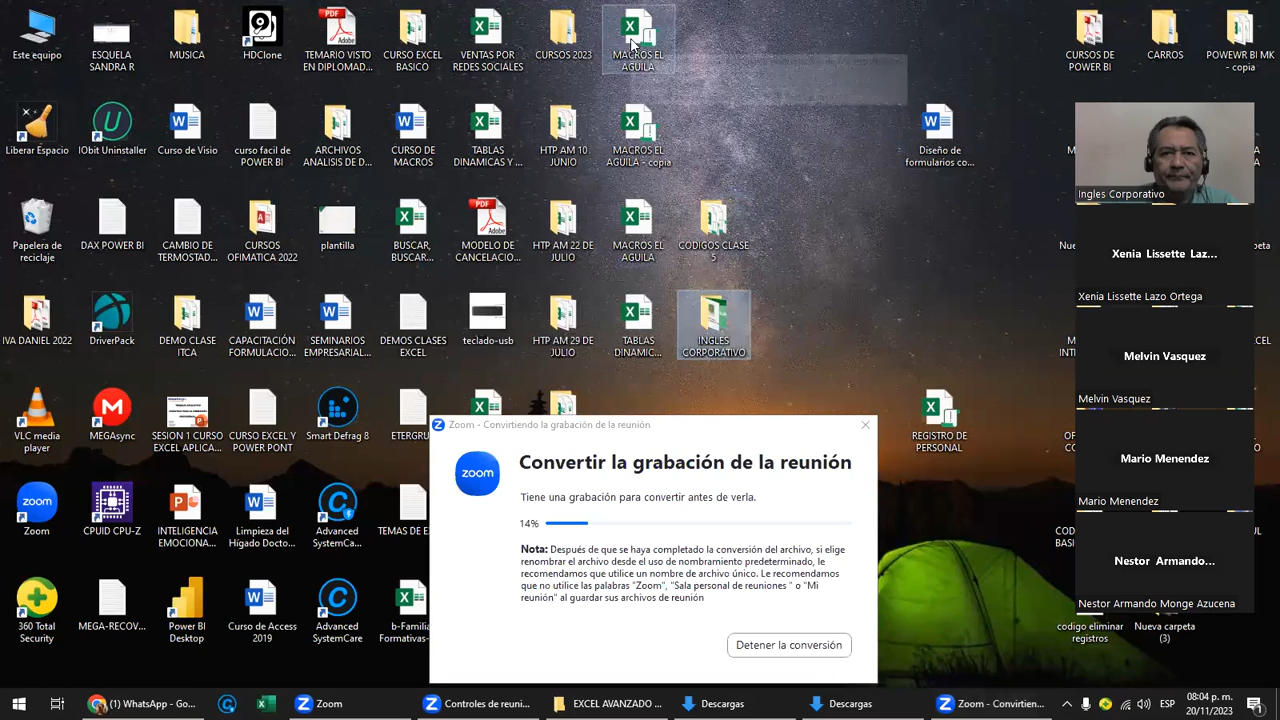 Este equipo
ESCUELA
SANDRA R
MUSICA
HDClone
TEMARIO VISTO
EN DIPLOMAD...
CURSO EXCEL
BASICO
VENTAS POR
REDES SOCIALES
CURSOS 2023
MACROS EL
AGUILA
CURSOS DE
POWER BI
CARROS
POWEWR BI MK
- copia
Liberar Espacio
IObit Uninstaller
Curso de Visio
curso facil de
POWER BI
ARCHIVOS
ANALISIS DE D...
CURSO DE
MACROS
TABLAS
DINAMICAS Y ...
HTP AM 10
JUNIO
MACROS EL
AGUILA - copia
Diseño de
formularios co...
Ingles Corporativo
Papelera de
reciclaje
DAX POWER BI
CAMBIO DE
TERMOSTAD...
CURSOS
OFIMATICA 2022
plantilla
BUSCAR,
BUSCAR...
MODELO DE
CANCELACIO...
HTP AM 22 DE
JULIO
MACROS EL
AGUILA
CODIGOS CLASE
5
Xenia Lissette Laz...
Xenia Lissette Lazo Ortega
IVA DANIEL 2022
DriverPack
DEMO CLASE
ITCA
CAPACITACIÓN
FORMULACIO...
SEMINARIOS
EMPRESARIAL...
DEMOS CLASES
EXCEL
teclado-usb
HTP AM 29 DE
JULIO
TABLAS
DINAMIC...
INGLES
CORPORATIVO
Melvin Vasquez
Melvin Vasquez
VLC media
player
MEGAsync
SESION 1 CURSO
EXCEL APLICA...
CURSO EXCEL Y
POWER PONT
Smart Defrag 8
ETERGRU
REGISTRO DE
PERSONAL
Mario Menendez
Mario Menendez
Zoom - Convirtiendo la grabación de la reunión
zoom
Convertir la grabación de la reunión
Tiene una grabación para convertir antes de verla.
14%
Nota: Después de que se haya completado la conversión del archivo, si elige
renombrar el archivo desde el uso de nombramiento predeterminado, le
recomendamos que utilice un nombre de archivo único. Le recomendamos
que no utilice las palabras "Zoom", "Sala personal de reuniones " o "Mi
reunión" al guardar sus archivos de reunión
Detener la conversión
zoom
Zoom
CPUID CPU-Z
INTELIGENCIA
EMOCIONA...
Limpieza del
Hígado Docto...
Advanced
SystemCa...
TEMAS DE E
Nestor Armando...
Nestor Armando Monge Azucena
360 Total
Security
MEGA-RECOV...
Power BI
Desktop
Curso de Access
2019
Advanced
SystemCare
b-Familia
Formativas-
codigo eliminar
registros
Nueva carpeta
(3)
(1) WhatsApp - Go...
Zoom
Controles de reuni...
EXCEL AVANZADO ...
Descargas
Descargas
Zoom - Convirtien...
ESP
08:04 p. m.
20/11/2023